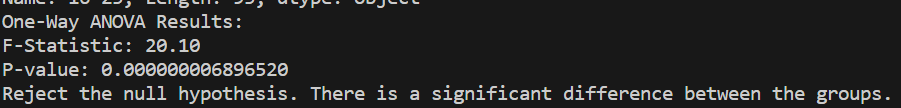 One-Way ANOVA Results:
F-Statistic: 20.10
P-value: 0.000000006896520
Reject the null hypothesis. There is a significant difference between the groups.